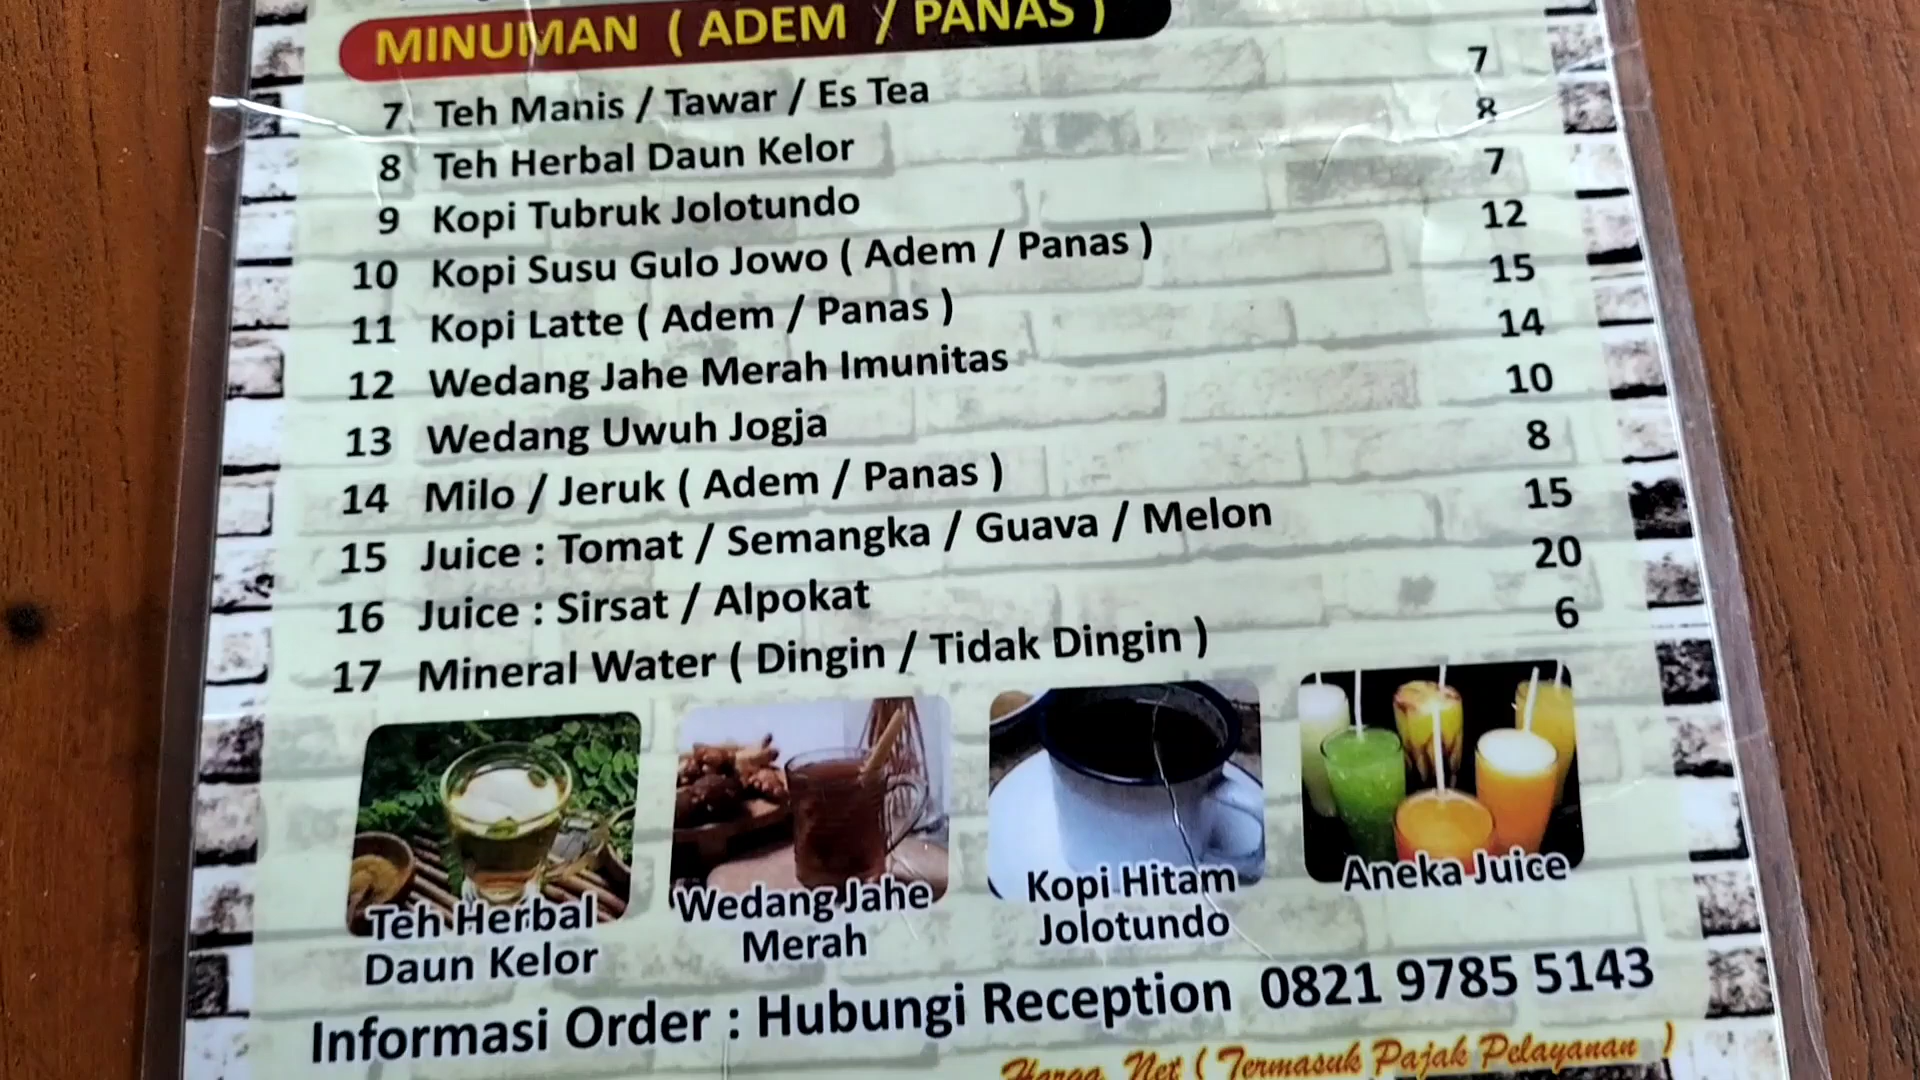 MINUMAN ( ADEM / PANAS )
7 Teh Manis / Tawar / Es Tea 7
8 Teh Herbal Daun Kelor 8
9 Kopi Tubruk Jolotundo 7
10 Kopi Susu Gulo Jowo ( Adem / Panas ) 12
11 Kopi Latte ( Adem / Panas ) 15
12 Wedang Jahe Merah Imunitas 14
13 Wedang Uwuh Jogja 10
14 Milo / Jeruk ( Adem / Panas ) 8
15 Juice : Tomat / Semangka / Guava / Melon 15
16 Juice : Sirsat / Alpokat 20
17 Mineral Water ( Dingin / Tidak Dingin ) 6
Teh Herbal
Daun Kelor
Wedang Jahe
Merah
Kopi Hitam
Jolotundo
Aneka Juice
Informasi Order : Hubungi Reception 0821 9785 5143
Harga Net ( Termasuk Pajak Pelayanan )